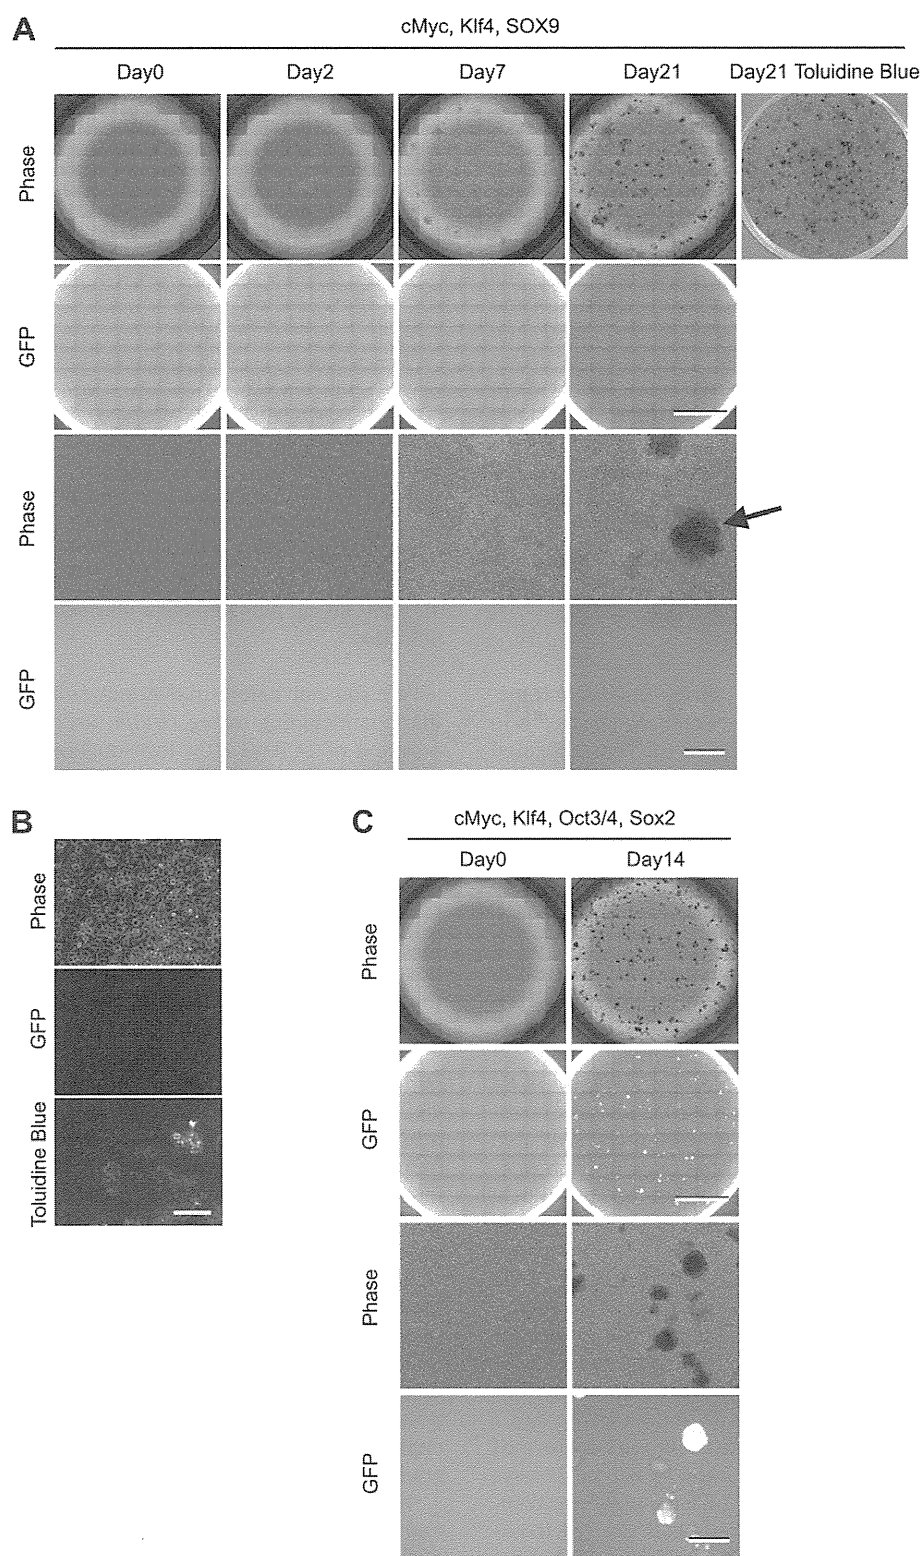 A
cMyc, Klf4, SOX9
Day0 Day2 Day7 Day21 Day21 Toluidine Blue
Phase
GFP
Phase
GFP
B
Phase
GFP
Toluidine Blue
C
cMyc, Klf4, Oct3/4, Sox2
Day0 Day14
Phase
GFP
Phase
GFP